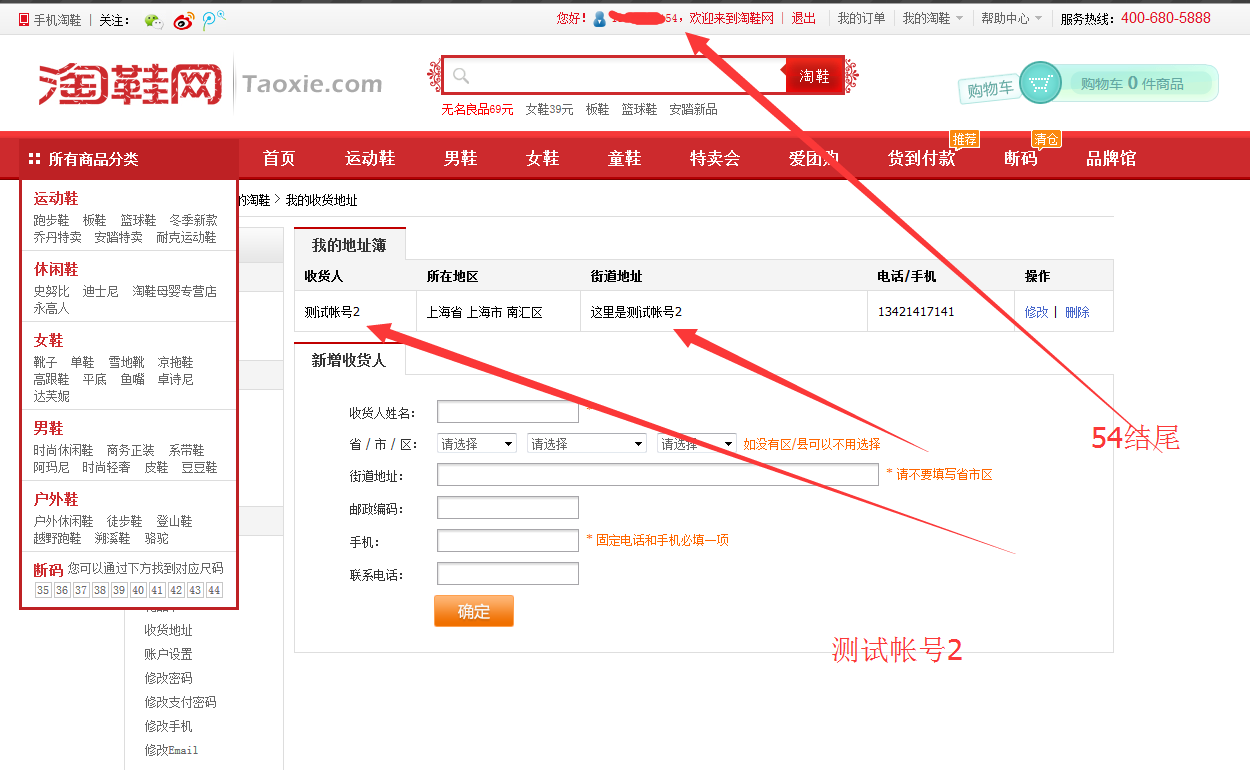 手机淘鞋 | 关注：
您好！ 54，欢迎来到淘鞋网 | 退出 我的订单 我的淘鞋 帮助中心 服务热线：400-680-5888
淘鞋网 Taoxie.com
淘鞋
购物车 购物车 0 件商品
无名良品69元 女鞋39元 板鞋 篮球鞋 安踏新品
推荐 清仓
所有商品分类 首页 运动鞋 男鞋 女鞋 童鞋 特卖会 爱团购 货到付款 断码 品牌馆
的淘鞋 > 我的收货地址
运动鞋
跑步鞋 板鞋 篮球鞋 冬季新款
乔丹特卖 安踏特卖 耐克运动鞋
休闲鞋
史努比 迪士尼 淘鞋母婴专营店
永高人
女鞋
靴子 单鞋 雪地靴 凉拖鞋
高跟鞋 平底 鱼嘴 卓诗尼
达芙妮
男鞋
时尚休闲鞋 商务正装 系带鞋
阿玛尼 时尚轻奢 皮鞋 豆豆鞋
户外鞋
户外休闲鞋 徒步鞋 登山鞋
越野跑鞋 溯溪鞋 骆驼
断码 您可以通过下方找到对应尺码
35 36 37 38 39 40 41 42 43 44
收货地址
账户设置
修改密码
修改支付密码
修改手机
修改Email
我的地址簿
收货人 所在地区 街道地址 电话/手机 操作
测试帐号2 上海省 上海市 南汇区 这里是测试帐号2 13421417141 修改 | 删除
新增收货人
收货人姓名： *
省 / 市 / 区： 请选择 请选择 请选择 如没有区/县可以不用选择
街道地址： * 请不要填写省市区
邮政编码：
手机： * 固定电话和手机必填一项
联系电话：
确定
54结尾
测试帐号2